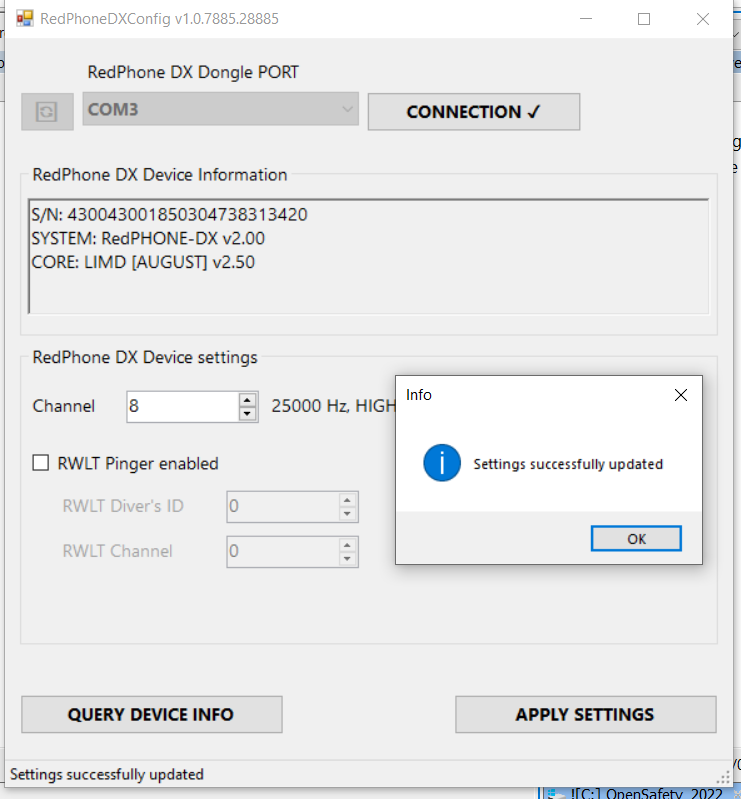 RedPhoneDXConfig v1.0.7885.28885
RedPhone DX Dongle PORT
COM3
CONNECTION ✓
RedPhone DX Device Information
S/N: 430043001850304738313420
SYSTEM: RedPHONE-DX v2.00
CORE: LIMD [AUGUST] v2.50
RedPhone DX Device settings
Channel 8 25000 Hz, HIGH
Info
Settings successfully updated
OK
RWLT Pinger enabled
RWLT Diver's ID 0
RWLT Channel 0
QUERY DEVICE INFO
APPLY SETTINGS
Settings successfully updated
![C:] OpenSafety_2022